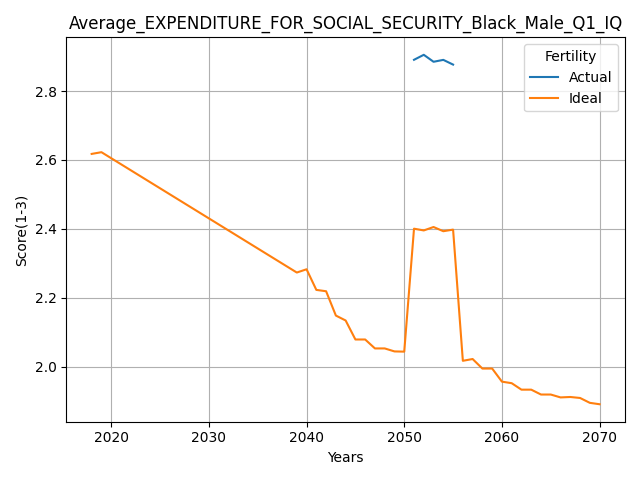 Average_EXPENDITURE_FOR_SOCIAL_SECURITY_Black_Male_Q1_IQ
Fertility
Actual
Ideal
Score(1-3)
2.8
2.6
2.4
2.2
2.0
2020 2030 2040 2050 2060 2070
Years